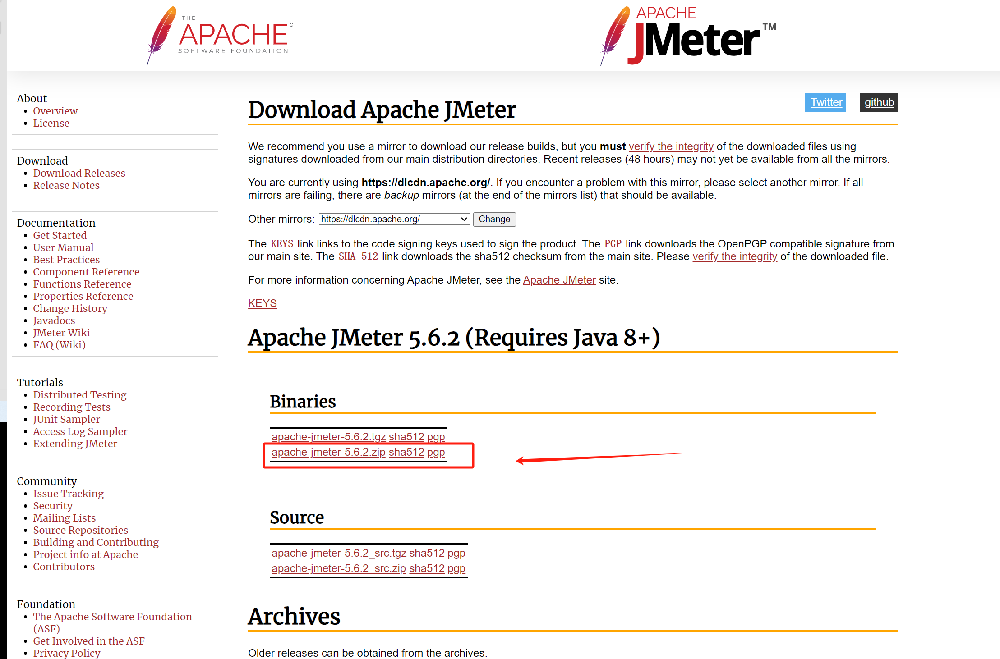 THE
APACHE®
SOFTWARE FOUNDATION
APACHE
JMeter™
About
Overview
License
Download
Download Releases
Release Notes
Documentation
Get Started
User Manual
Best Practices
Component Reference
Functions Reference
Properties Reference
Change History
Javadocs
JMeter Wiki
FAQ (Wiki)
Tutorials
Distributed Testing
Recording Tests
JUnit Sampler
Access Log Sampler
Extending JMeter
Community
Issue Tracking
Security
Mailing Lists
Source Repositories
Building and Contributing
Project info at Apache
Contributors
Foundation
The Apache Software Foundation
(ASF)
Get Involved in the ASF
Privacy Policy
Twitter
github
Download Apache JMeter
We recommend you use a mirror to download our release builds, but you must verify the integrity of the downloaded files using
signatures downloaded from our main distribution directories. Recent releases (48 hours) may not yet be available from all the mirrors.
You are currently using https://dlcdn.apache.org/. If you encounter a problem with this mirror, please select another mirror. If all
mirrors are failing, there are backup mirrors (at the end of the mirrors list) that should be available.
Other mirrors: https://dlcdn.apache.org/ Change
The KEYS link links to the code signing keys used to sign the product. The PGP link downloads the OpenPGP compatible signature from
our main site. The SHA-512 link downloads the sha512 checksum from the main site. Please verify the integrity of the downloaded file.
For more information concerning Apache JMeter, see the Apache JMeter site.
KEYS
Apache JMeter 5.6.2 (Requires Java 8+)
Binaries
apache-jmeter-5.6.2.tgz sha512 pgp
apache-jmeter-5.6.2.zip sha512 pgp
Source
apache-jmeter-5.6.2_src.tgz sha512 pgp
apache-jmeter-5.6.2_src.zip sha512 pgp
Archives
Older releases can be obtained from the archives.